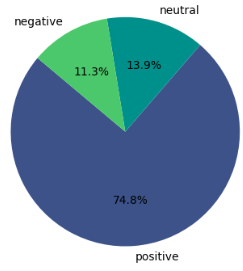 neutral
negative
13.9%
11.3%
74.8%
positive